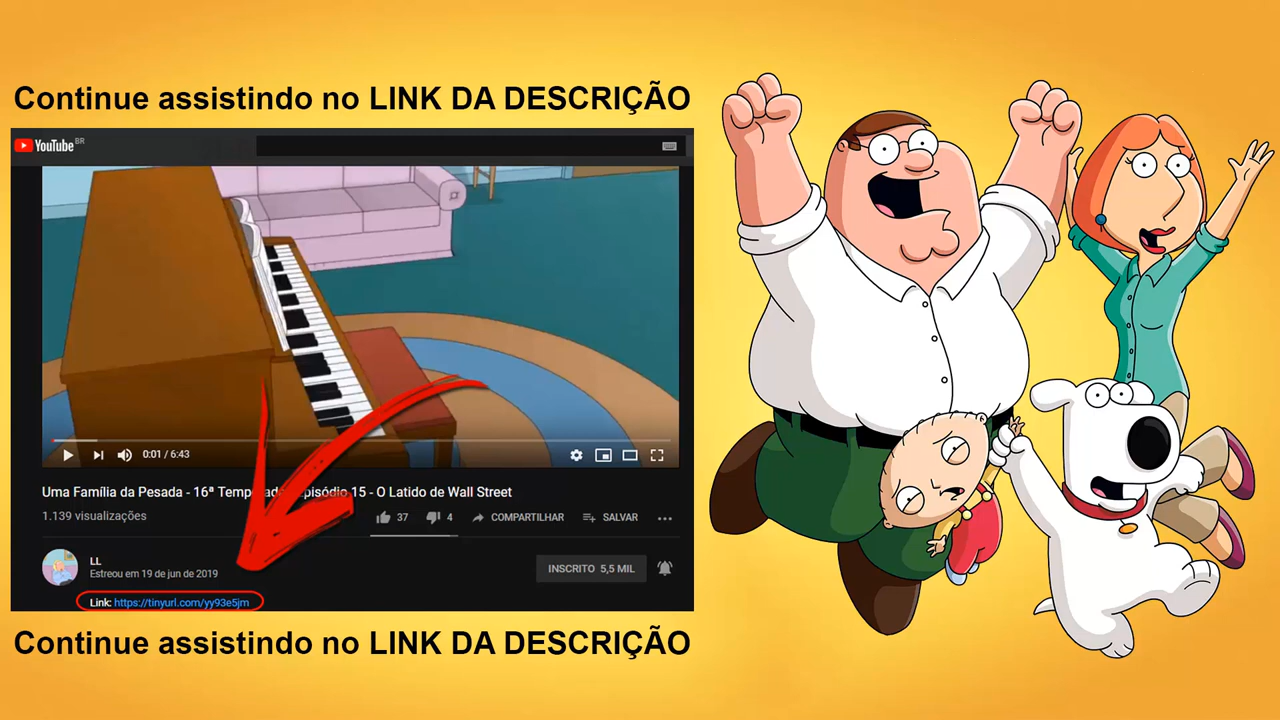 Continue assistindo no LINK DA DESCRIÇÃO
YouTube BR
0:01 / 6:43
Uma Família da Pesada - 16ª Temporada Episódio 15 - O Latido de Wall Street
1.139 visualizações
37 4 COMPARTILHAR SALVAR
LL
Estreou em 19 de jun de 2019
INSCRITO 5,5 MIL
Link: https://tinyurl.com/yy93e5jm
Continue assistindo no LINK DA DESCRIÇÃO